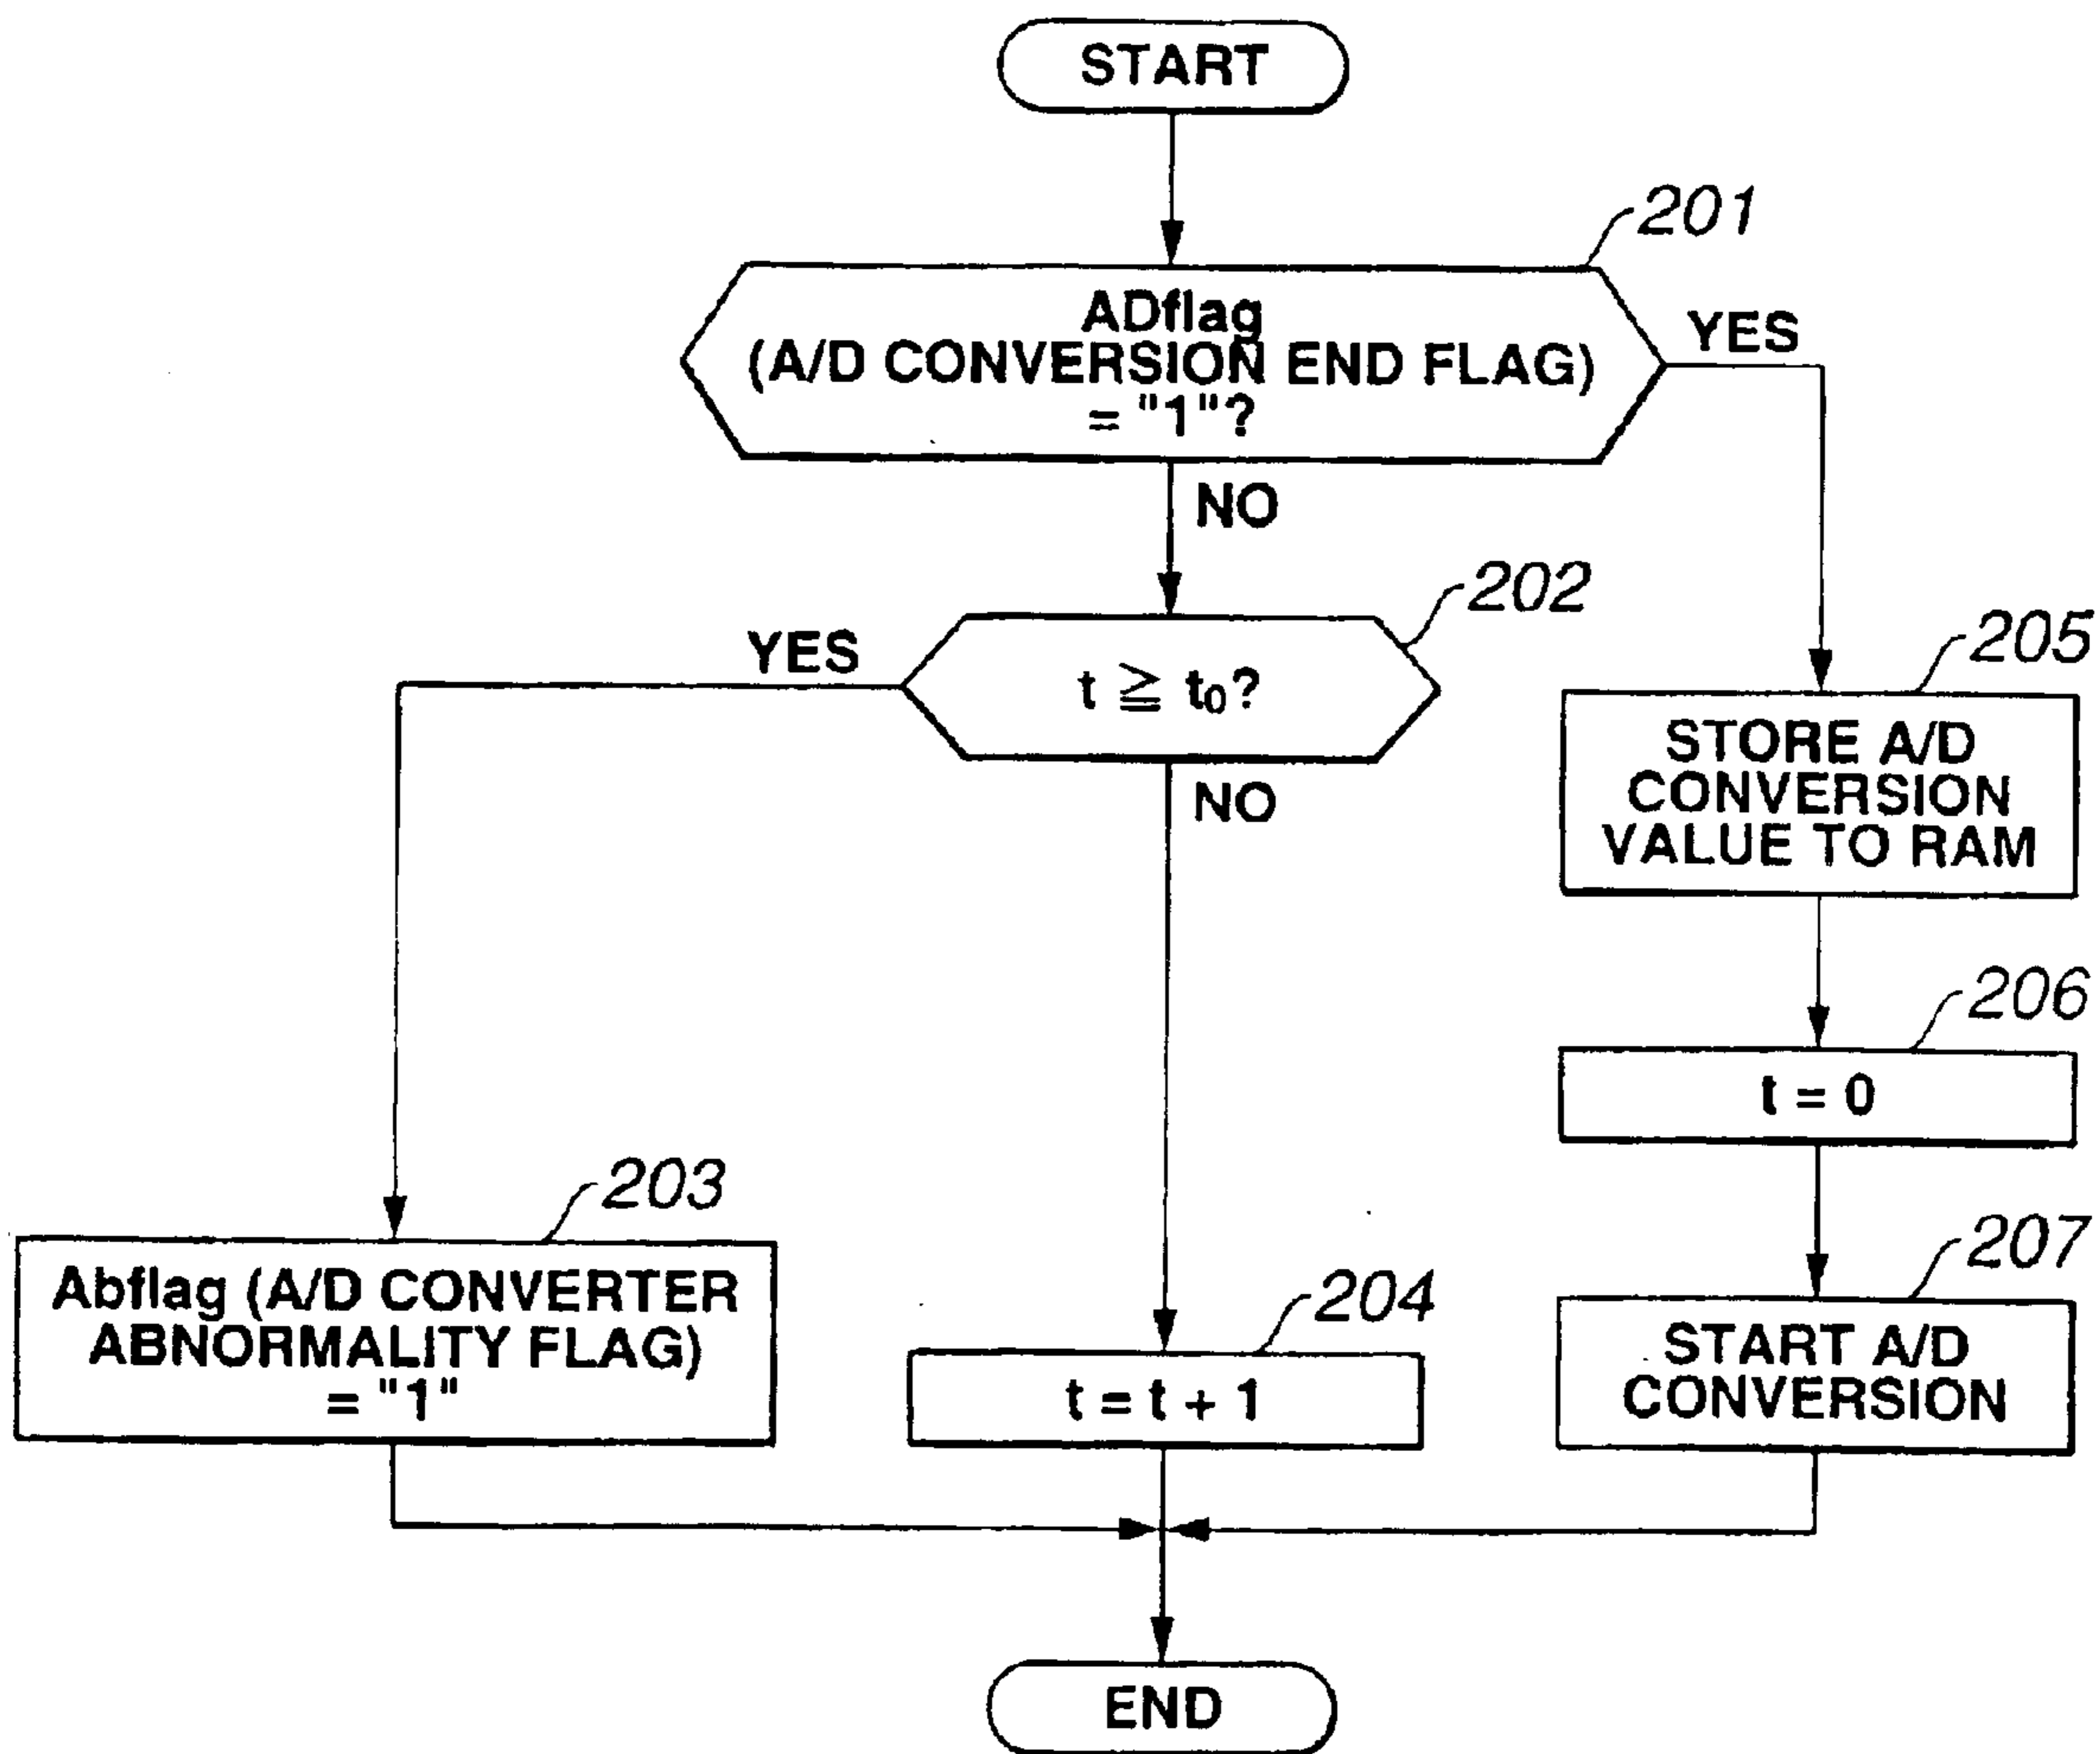 START
201
ADflag
(A/D CONVERSION END FLAG)
= "1"?
YES
NO
202
YES
t ≧ t₀?
NO
205
STORE A/D
CONVERSION
VALUE TO RAM
206
t = 0
203
Abflag (A/D CONVERTER
ABNORMALITY FLAG)
= "1"
204
t = t + 1
207
START A/D
CONVERSION
END